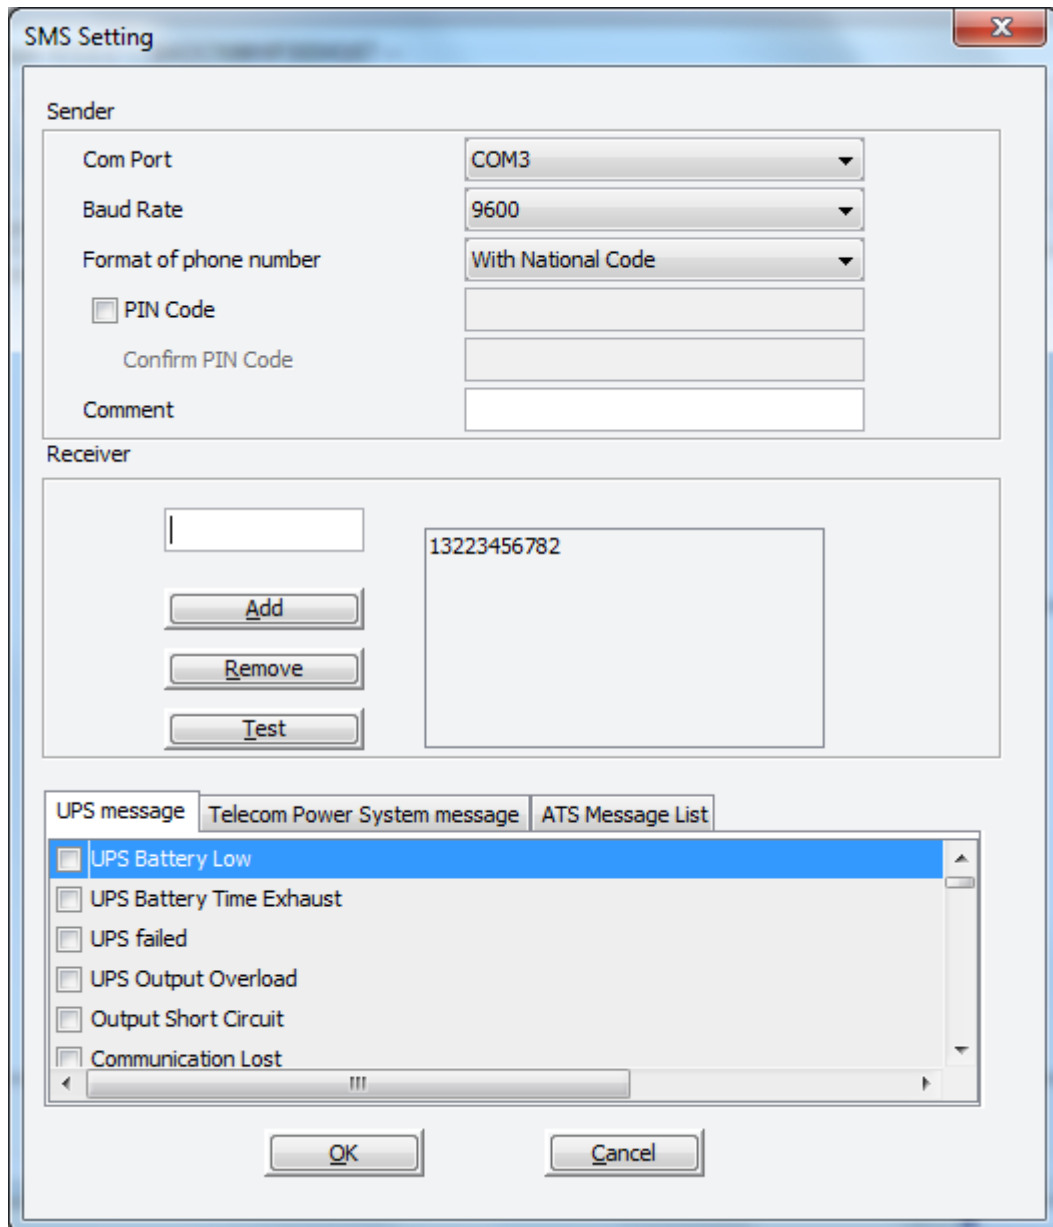 SMS Setting
Sender
Com Port COM3
Baud Rate 9600
Format of phone number With National Code
PIN Code
Confirm PIN Code
Comment
Receiver
13223456782
Add
Remove
Test
UPS message Telecom Power System message ATS Message List
UPS Battery Low
UPS Battery Time Exhaust
UPS failed
UPS Output Overload
Output Short Circuit
Communication Lost
OK Cancel